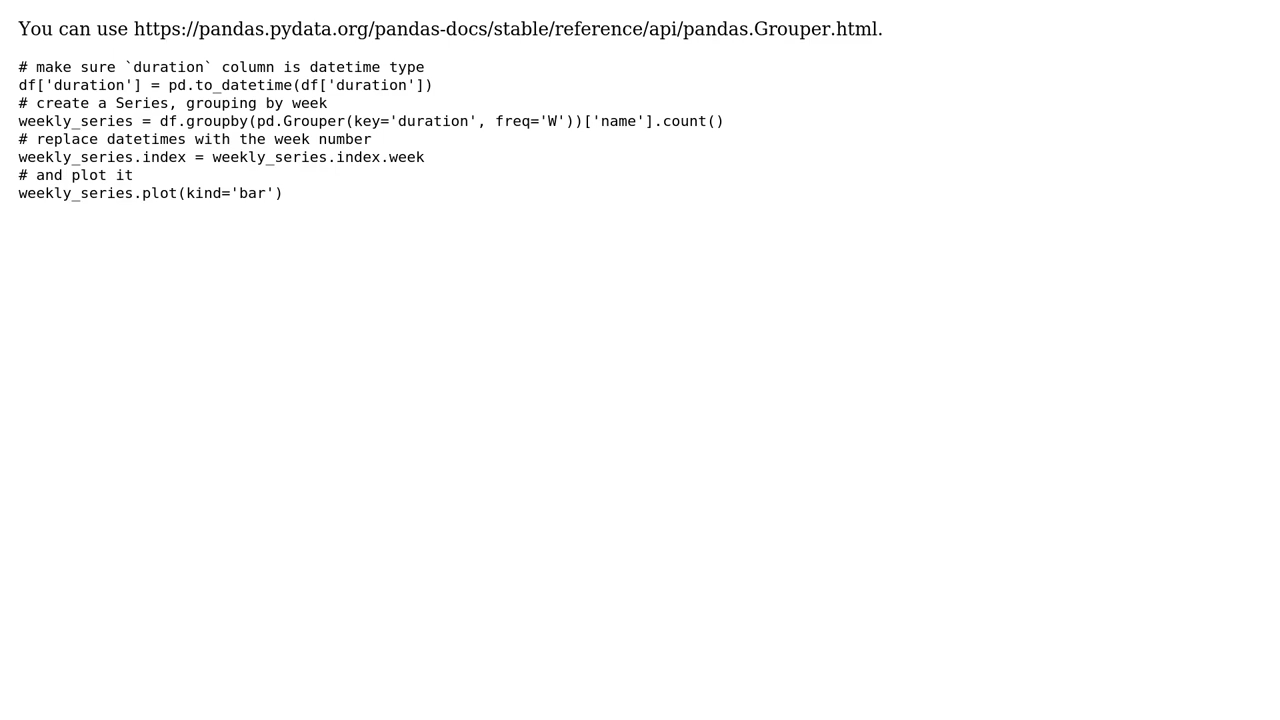 You can use https://pandas.pydata.org/pandas-docs/stable/reference/api/pandas.Grouper.html.
# make sure `duration` column is datetime type
df['duration'] = pd.to_datetime(df['duration'])
# create a Series, grouping by week
weekly_series = df.groupby(pd.Grouper(key='duration', freq='W'))['name'].count()
# replace datetimes with the week number
weekly_series.index = weekly_series.index.week
# and plot it
weekly_series.plot(kind='bar')